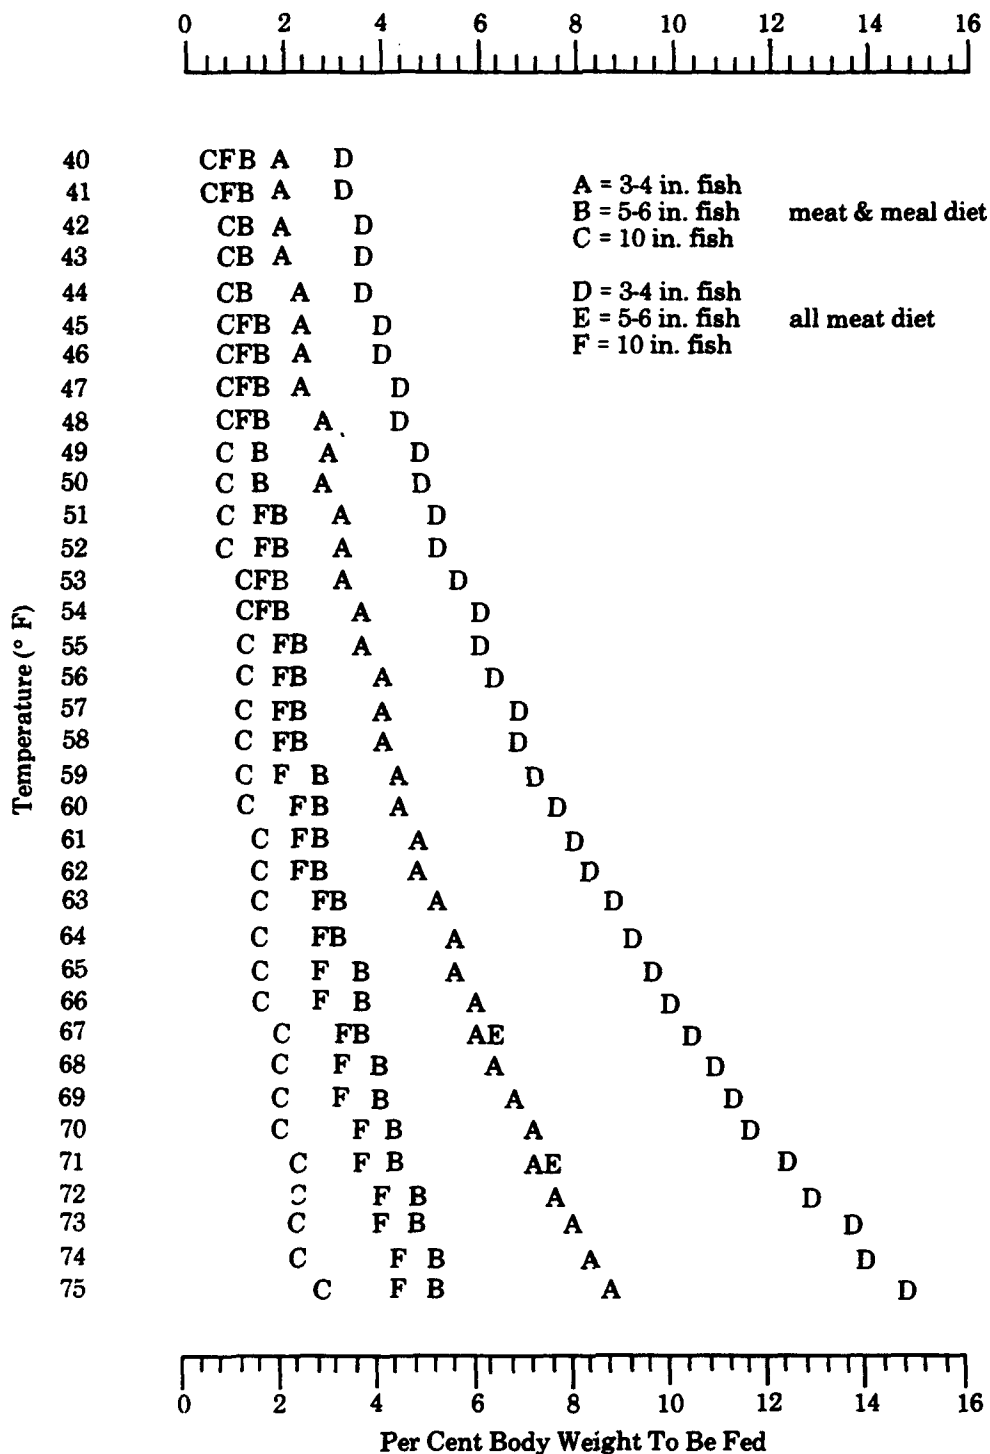 0 2 4 6 8 10 12 14 16
40 CFB A D
A = 3-4 in. fish
41 CFB A D
B = 5-6 in. fish meat & meal diet
42 CB A D
C = 10 in. fish
43 CB A D
44 CB A D D = 3-4 in. fish
45 CFB A D E = 5-6 in. fish all meat diet
46 CFB A D F = 10 in. fish
47 CFB A D
48 CFB A D
49 C B A D
50 C B A D
51 C FB A D
52 C FB A D
53 CFB A D
54 CFB A D
55 C FB A D
56 C FB A D
57 C FB A D
58 C FB A D
59 C F B A D
60 C FB A D
61 C FB A D
62 C FB A D
63 C FB A D
64 C FB A D
65 C F B A D
66 C F B A D
67 C FB AE D
68 C F B A D
69 C F B A D
70 C F B A D
71 C F B AE D
72 C F B A D
73 C F B A D
74 C F B A D
75 C F B A D
Temperature (° F)
0 2 4 6 8 10 12 14 16
Per Cent Body Weight To Be Fed